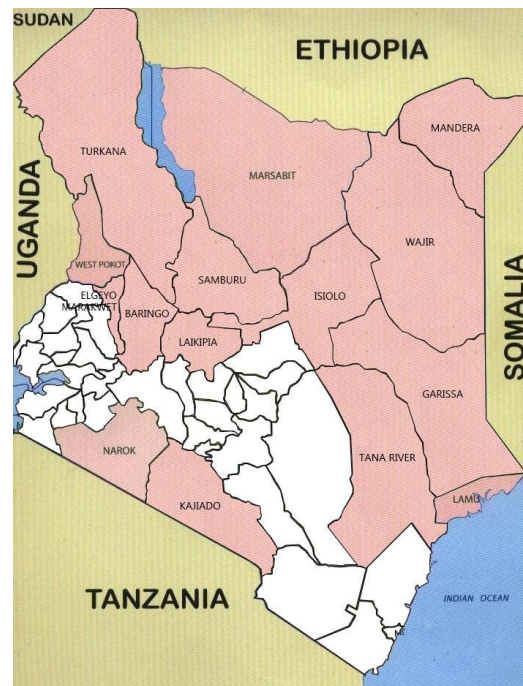 SUDAN
ETHIOPIA
MANDERA
TURKANA
MARSABIT
UGANDA
WAJIR
WEST POKOT
SAMBURU
ELGEYO
MARAKWET
ISIOLO
BARINGO
SOMALIA
LAIKIPIA
GARISSA
NAROK
TANA RIVER
LAMU
KAJIADO
TANZANIA
INDIAN OCEAN